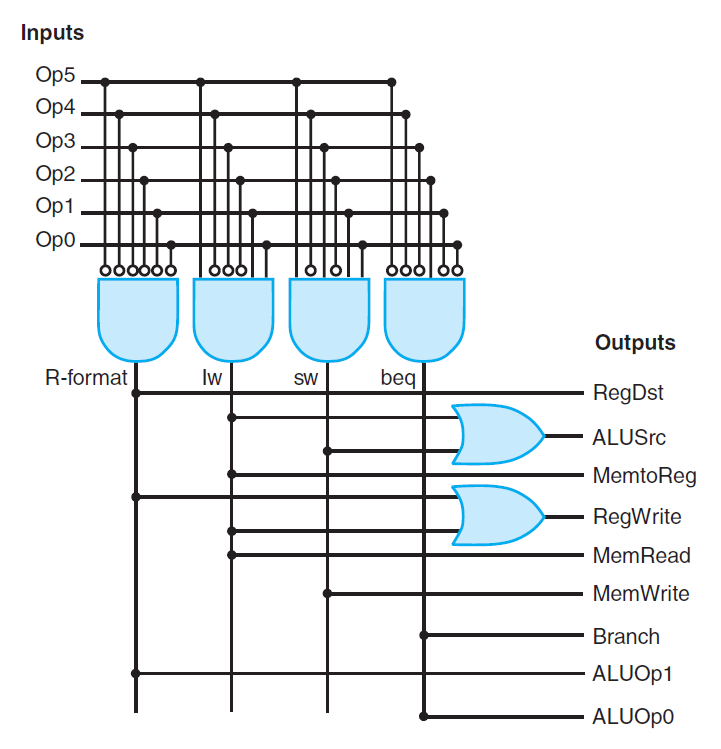 Inputs
Op5
Op4
Op3
Op2
Op1
Op0
R-format lw sw beq
Outputs
RegDst
ALUSrc
MemtoReg
RegWrite
MemRead
MemWrite
Branch
ALUOp1
ALUOp0